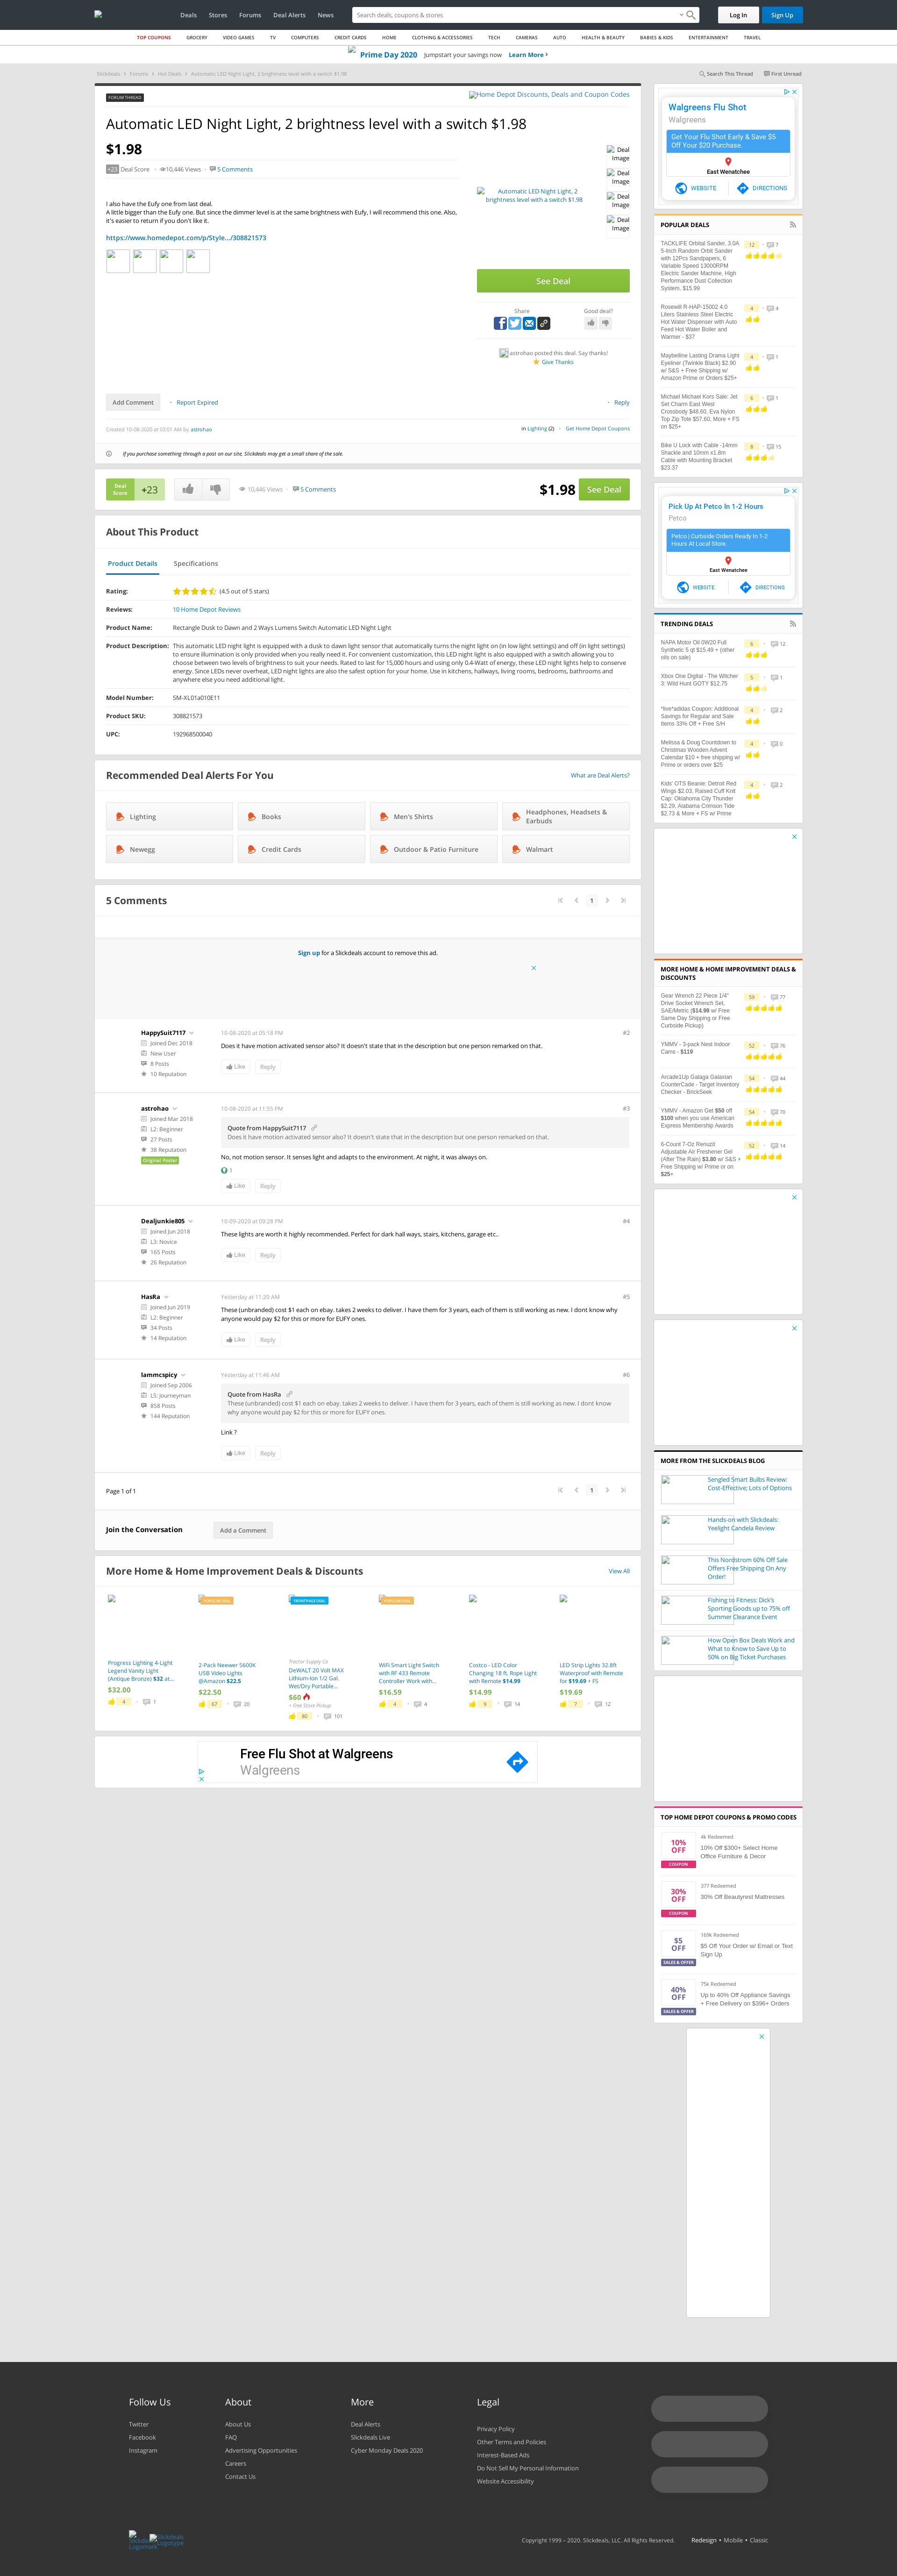 Deals
Stores
Forums
Deal Alerts
News
Search deals, coupons & stores
Log In
Sign Up
TOP COUPONS
GROCERY
VIDEO GAMES
TV
COMPUTERS
CREDIT CARDS
HOME
CLOTHING & ACCESSORIES
TECH
CAMERAS
AUTO
HEALTH & BEAUTY
BABIES & KIDS
ENTERTAINMENT
TRAVEL
Prime Day 2020 Jumpstart your savings now Learn More
Slickdeals > Forums > Hot Deals > Automatic LED Night Light, 2 brightness level with a switch $1.98
Search This Thread
First Unread
FORUM THREAD
Home Depot Discounts, Deals and Coupon Codes
Automatic LED Night Light, 2 brightness level with a switch $1.98
$1.98
+23 Deal Score
10,446 Views
5 Comments
I also have the Eufy one from last deal.
A little bigger than the Eufy one. But since the dimmer level is at the same brightness with Eufy, I will recommend this one. Also,
it's easier to return if you don't like it.
https://www.homedepot.com/p/Style.../308821573
Automatic LED Night Light, 2
brightness level with a switch $1.98
Deal
Image
Deal
Image
Deal
Image
Deal
Image
See Deal
Share
Good deal?
astrohao posted this deal. Say thanks!
Give Thanks
Add Comment
Report Expired
Reply
Created 10-08-2020 at 03:01 AM by astrohao
in Lighting (2)
Get Home Depot Coupons
If you purchase something through a post on our site, Slickdeals may get a small share of the sale.
Deal
Score
+23
10,446 Views
5 Comments
$1.98
See Deal
About This Product
Product Details
Specifications
Rating: (4.5 out of 5 stars)
Reviews: 10 Home Depot Reviews
Product Name: Rectangle Dusk to Dawn and 2 Ways Lumens Switch Automatic LED Night Light
Product Description: This automatic LED night light is equipped with a dusk to dawn light sensor that automatically turns the night light on (in low light settings) and off (in light settings)
to ensure illumination is only provided when you're needed it. For convenient customization, this LED night light is also equipped with a switch allowing you to
choose between two levels of brightness to suit your needs. Rated to last for 15,000 hours and using only 0.4-Watt of energy, these LED night lights help to conserve
energy. Since LEDs never overheat, LED night lights are also safer than traditional incandescent night lights. Use in kitchens, hallways, living rooms, bedrooms, bathrooms and
anywhere else you need additional light.
Model Number: SM-XL01a010E11
Product SKU: 308821573
UPC: 192968500040
Recommended Deal Alerts For You
What are Deal Alerts?
Lighting
Books
Men's Shirts
Headphones, Headsets &
Earbuds
Newegg
Credit Cards
Outdoor & Patio Furniture
Walmart
5 Comments
1
Sign up for a Slickdeals account to remove this ad.
HappySuit7117
Joined Dec 2018
New User
8 Posts
10 Reputation
10-08-2020 at 05:18 PM
#2
Does it have motion activated sensor also? It doesn't state that in the description but one person remarked on that.
Like
Reply
astrohao
Joined Mar 2018
L2: Beginner
27 Posts
38 Reputation
Original Poster
10-08-2020 at 11:55 PM
#3
Quote from HappySuit7117
Does it have motion activated sensor also? It doesn't state that in the description but one person remarked on that.
No, not motion sensor. It senses light and adapts to the environment. At night, it was always on.
1
Like
Reply
Dealjunkie805
Joined Jun 2018
L3: Novice
165 Posts
26 Reputation
10-09-2020 at 09:28 PM
#4
These lights are worth it highly recommended. Perfect for dark hall ways, stairs, kitchens, garage etc..
Like
Reply
HasRa
Joined Jun 2019
L2: Beginner
34 Posts
14 Reputation
Yesterday at 11:20 AM
#5
These (unbranded) cost $1 each on ebay. takes 2 weeks to deliver. I have them for 3 years, each of them is still working as new. I dont know why
anyone would pay $2 for this or more for EUFY ones.
Like
Reply
Iammcspicy
Joined Sep 2006
L5: Journeyman
858 Posts
144 Reputation
Yesterday at 11:46 AM
#6
Quote from HasRa
These (unbranded) cost $1 each on ebay. takes 2 weeks to deliver. I have them for 3 years, each of them is still working as new. I dont know
why anyone would pay $2 for this or more for EUFY ones.
Link ?
Like
Reply
Page 1 of 1
1
Join the Conversation
Add a Comment
More Home & Home Improvement Deals & Discounts
View All
Progress Lighting 4-Light
Legend Vanity Light
(Antique Bronze) $32 at...
$32.00
4
1
POPULAR DEAL
2-Pack Neewer 5600K
USB Video Lights
@Amazon $22.5
$22.50
67
20
FRONTPAGE DEAL
Tractor Supply Co
DeWALT 20 Volt MAX
Lithium-Ion 1/2 Gal.
Wet/Dry Portable...
$60
+ Free Store Pickup
80
101
POPULAR DEAL
WiFi Smart Light Switch
with RF 433 Remote
Controller Work with...
$16.59
4
4
Costco - LED Color
Changing 18 ft. Rope Light
with Remote $14.99
$14.99
9
14
LED Strip Lights 32.8ft
Waterproof with Remote
for $19.69 + FS
$19.69
7
12
Free Flu Shot at Walgreens
Walgreens
Walgreens Flu Shot
Walgreens
Get Your Flu Shot Early & Save $5
Off Your $20 Purchase.
East Wenatchee
WEBSITE
DIRECTIONS
POPULAR DEALS
TACKLIFE Orbital Sander, 3.0A
5-Inch Random Orbit Sander
with 12Pcs Sandpapers, 6
Variable Speed 13000RPM
Electric Sander Machine, High
Performance Dust Collection
System, $15.99
12
7
Rosewill R-HAP-15002 4.0
Liters Stainless Steel Electric
Hot Water Dispenser with Auto
Feed Hot Water Boiler and
Warmer - $37
4
4
Maybelline Lasting Drama Light
Eyeliner (Twinkle Black) $2.90
w/ S&S + Free Shipping w/
Amazon Prime or Orders $25+
4
1
Michael Michael Kors Sale: Jet
Set Charm East West
Crossbody $48.60, Eva Nylon
Top Zip Tote $57.60, More + FS
on $25+
6
1
Bike U Lock with Cable -14mm
Shackle and 10mm x1.8m
Cable with Mounting Bracket
$23.37
8
15
Pick Up At Petco In 1-2 Hours
Petco
Petco | Curbside Orders Ready In 1-2
Hours At Local Store.
East Wenatchee
WEBSITE
DIRECTIONS
TRENDING DEALS
NAPA Motor Oil 0W20 Full
Synthetic 5 qt $15.49 + (other
oils on sale)
6
12
Xbox One Digital - The Witcher
3: Wild Hunt GOTY $12.75
5
1
*live*adidas Coupon: Additional
Savings for Regular and Sale
Items 33% Off + Free S/H
4
2
Melissa & Doug Countdown to
Christmas Wooden Advent
Calendar $10 + free shipping w/
Prime or orders over $25
4
0
Kids' OTS Beanie: Detroit Red
Wings $2.03, Raised Cuff Knit
Cap: Oklahoma City Thunder
$2.29, Alabama Crimson Tide
$2.73 & More + FS w/ Prime
4
2
MORE HOME & HOME IMPROVEMENT DEALS &
DISCOUNTS
Gear Wrench 22 Piece 1/4"
Drive Socket Wrench Set,
SAE/Metric ($14.99 w/ Free
Same Day Shipping or Free
Curbside Pickup)
59
77
YMMV - 3-pack Nest Indoor
Cams - $119
52
76
Arcade1Up Galaga Galaxian
CounterCade - Target Inventory
Checker - BrickSeek
54
44
YMMV - Amazon Get $50 off
$100 when you use American
Express Membership Awards
54
70
6-Count 7-Oz Renuzit
Adjustable Air Freshener Gel
(After The Rain) $3.80 w/ S&S +
Free Shipping w/ Prime or on
$25+
52
14
MORE FROM THE SLICKDEALS BLOG
Sengled Smart Bulbs Review:
Cost-Effective; Lots of Options
Hands-on with Slickdeals:
Yeelight Candela Review
This Nordstrom 60% Off Sale
Offers Free Shipping On Any
Order!
Fishing to Fitness: Dick's
Sporting Goods up to 75% off
Summer Clearance Event
How Open Box Deals Work and
What to Know to Save Up to
50% on Big Ticket Purchases
TOP HOME DEPOT COUPONS & PROMO CODES
10%
OFF
COUPON
4k Redeemed
10% Off $300+ Select Home
Office Furniture & Decor
30%
OFF
COUPON
377 Redeemed
30% Off Beautyrest Mattresses
$5
OFF
SALES & OFFER
169k Redeemed
$5 Off Your Order w/ Email or Text
Sign Up
40%
OFF
SALES & OFFER
75k Redeemed
Up to 40% Off Appliance Savings
+ Free Delivery on $396+ Orders
Follow Us
Twitter
Facebook
Instagram
About
About Us
FAQ
Advertising Opportunities
Careers
Contact Us
More
Deal Alerts
Slickdeals Live
Cyber Monday Deals 2020
Legal
Privacy Policy
Other Terms and Policies
Interest-Based Ads
Do Not Sell My Personal Information
Website Accessibility
Slickdeals
Logomark
Slickdeals
Logotype
Copyright 1999 – 2020. Slickdeals, LLC. All Rights Reserved.
Redesign • Mobile • Classic